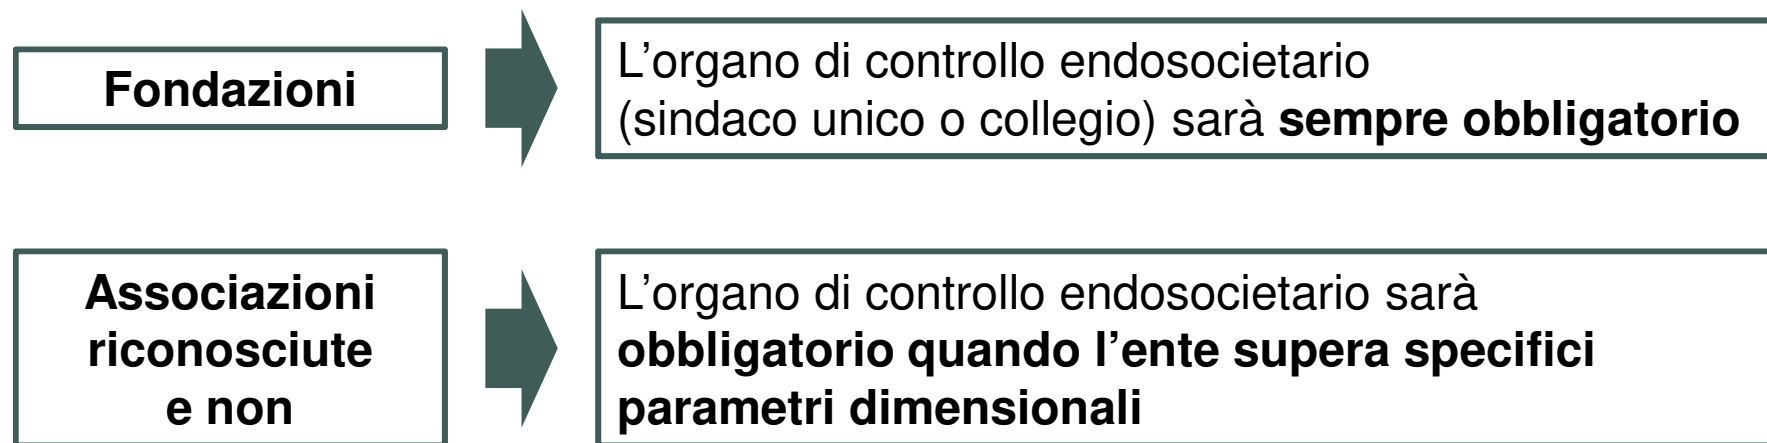 Fondazioni
L’organo di controllo endosocietario
(sindaco unico o collegio) sarà sempre obbligatorio
Associazioni
riconosciute
e non
L’organo di controllo endosocietario sarà
obbligatorio quando l’ente supera specifici
parametri dimensionali